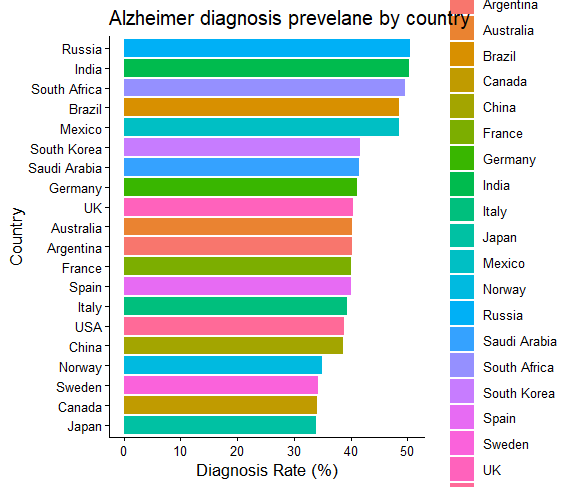 Alzheimer diagnosis prevelane by country
Russia
India
South Africa
Brazil
Mexico
South Korea
Saudi Arabia
Germany
UK
Australia
Argentina
France
Spain
Italy
USA
China
Norway
Sweden
Canada
Japan
Country
0 10 20 30 40 50
Diagnosis Rate (%)
Argentina
Australia
Brazil
Canada
China
France
Germany
India
Italy
Japan
Mexico
Norway
Russia
Saudi Arabia
South Africa
South Korea
Spain
Sweden
UK